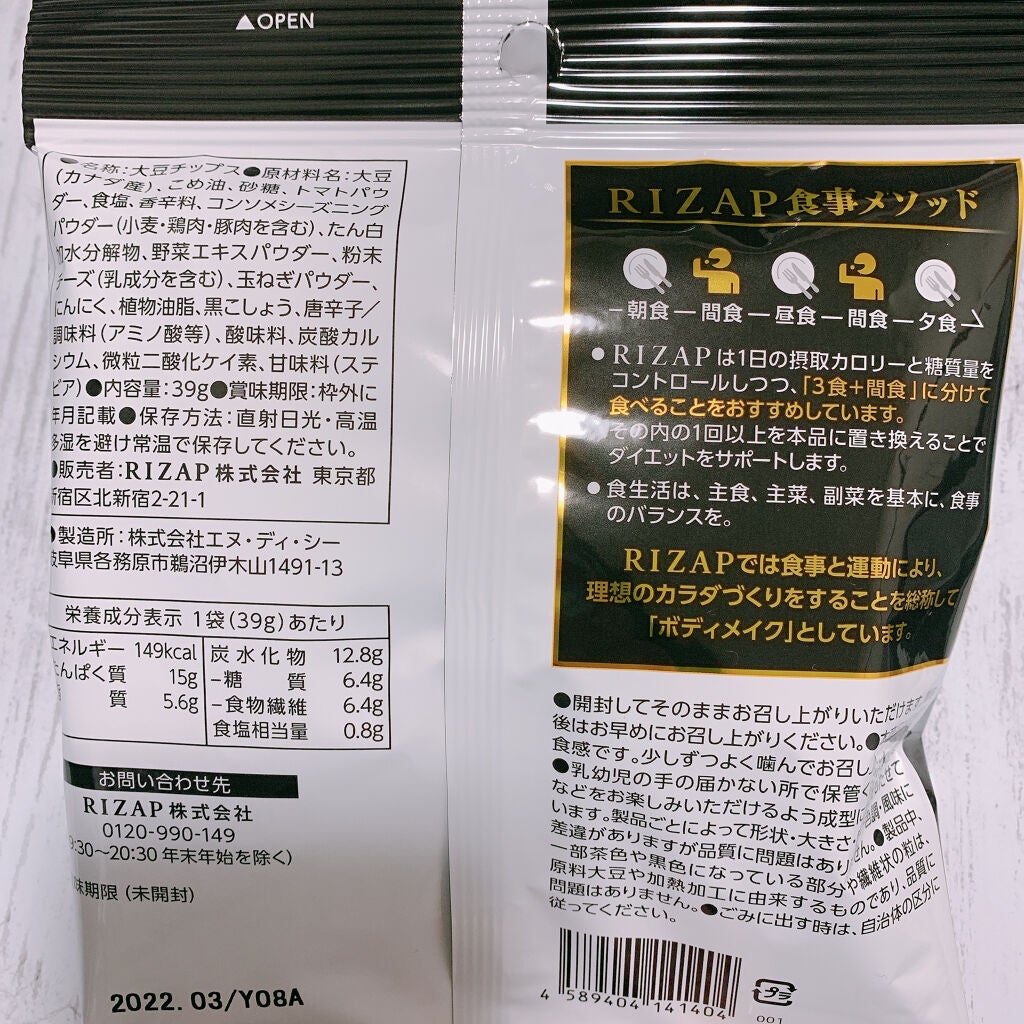 ▲OPEN
名称:大豆チップス●原材料名:大豆
(カナダ産)、こめ油、砂糖、トマトパウ
ダー、食塩、香辛料、コンソメシーズニング
パウダー(小麦・鶏肉・豚肉を含む)、たん白
加水分解物、野菜エキスパウダー、粉末
チーズ(乳成分を含む)、玉ねぎパウダー、
にんにく、植物油脂、黒こしょう、唐辛子/
調味料(アミノ酸等)、酸味料、炭酸カル
シウム、微粒二酸化ケイ素、甘味料(ステ
ビア)●内容量:39g●賞味期限:枠外に
年月記載●保存方法:直射日光・高温
多湿を避け常温で保存してください。
●販売者:RIZAP株式会社 東京都
新宿区北新宿2-21-1
●製造所:株式会社エヌ・ディ・シー
岐阜県各務原市鵜沼伊木山1491-13
栄養成分表示 1袋(39g)あたり
エネルギー 149kcal
たんぱく質 15g
質 5.6g
炭水化物 12.8g
–糖質 6.4g
–食物繊維 6.4g
食塩相当量 0.8g
お問い合わせ先
RIZAP株式会社
0120-990-149
9:30〜20:30 年末年始を除く)
味期限(未開封)
2022.03/Y08A
RIZAP食事メソッド
朝食 — 間食 — 昼食 — 間食 — 夕食
●RIZAPは1日の摂取カロリーと糖質量を
コントロールしつつ、「3食+間食」に分けて
食べることをおすすめしています。
その内の1回以上を本品に置き換えることで
ダイエットをサポートします。
●食生活は、主食、主菜、副菜を基本に、食事
のバランスを。
RIZAPでは食事と運動により、
理想のカラダづくりをすることを総称して
「ボディメイク」としています。
●開封してそのままお召し上がりいただけます
後はお早めにお召し上がりください。●
食感です。少しずつよく噛んでお召し
●乳幼児の手の届かない所で保管
などをお楽しみいただけるよう成型
います。製品ごとによって形状・大きさ・色調・風味に
差違がありますが品質に問題はありません。●製品中、
一部茶色や黒色になっている部分や繊維状の粒は、
原料大豆や加熱加工に由来するものであり、品質に
問題はありません。●ごみに出す時は、自治体の区分に
従ってください。
4 589404 141404
プラ
001